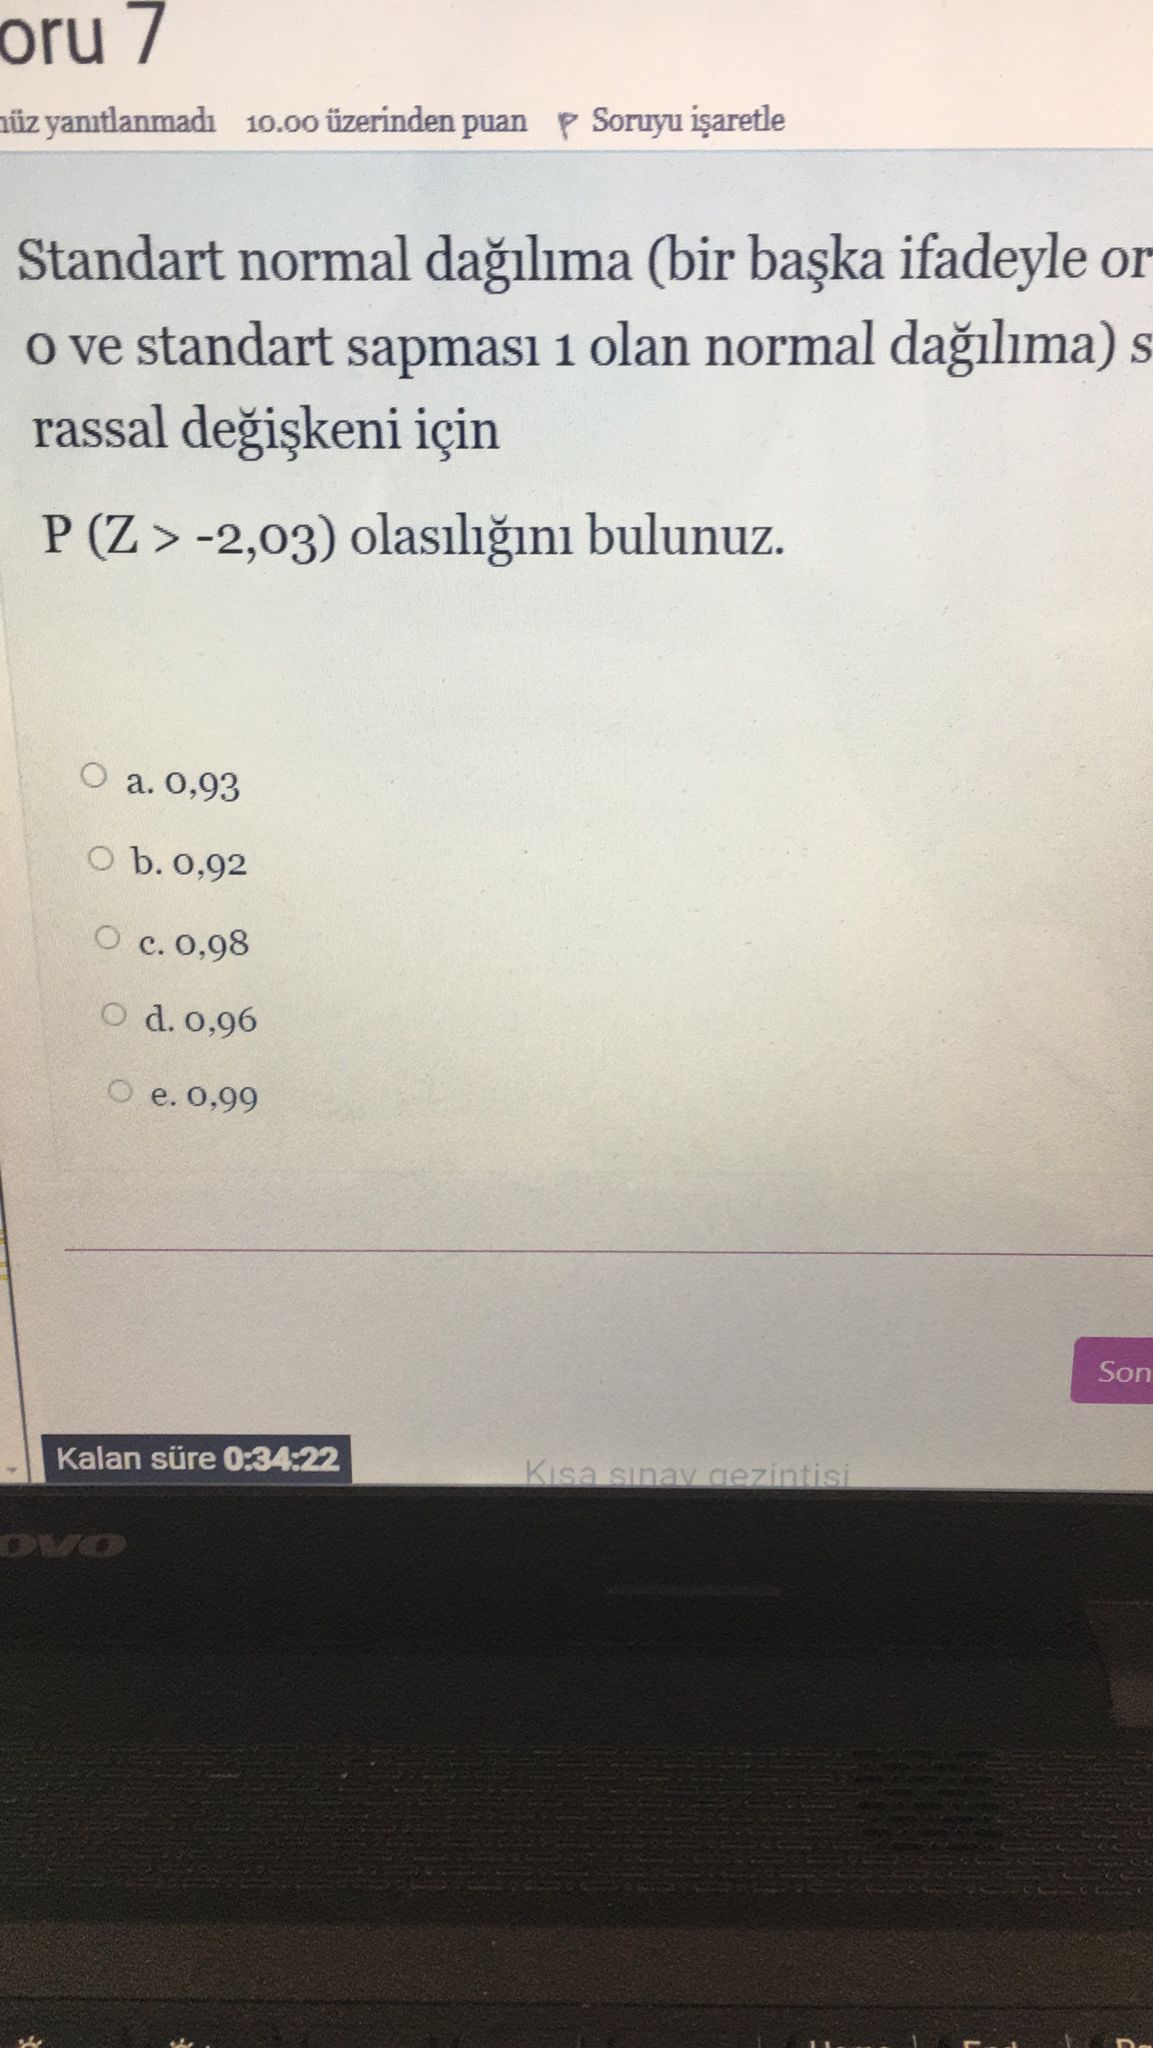 oru 7
nüz yanıtlanmadı 10.00 üzerinden puan Soruyu işaretle
Standart normal dağılıma (bir başka ifadeyle or
0 ve standart sapması 1 olan normal dağılıma) s
rassal değişkeni için
P (Z > -2,03) olasılığını bulunuz.
a. 0,93
b. 0,92
c. 0,98
d. 0,96
e. 0,99
Son
Kalan süre 0:34:22
Kısa sınav gezintisi
ovo